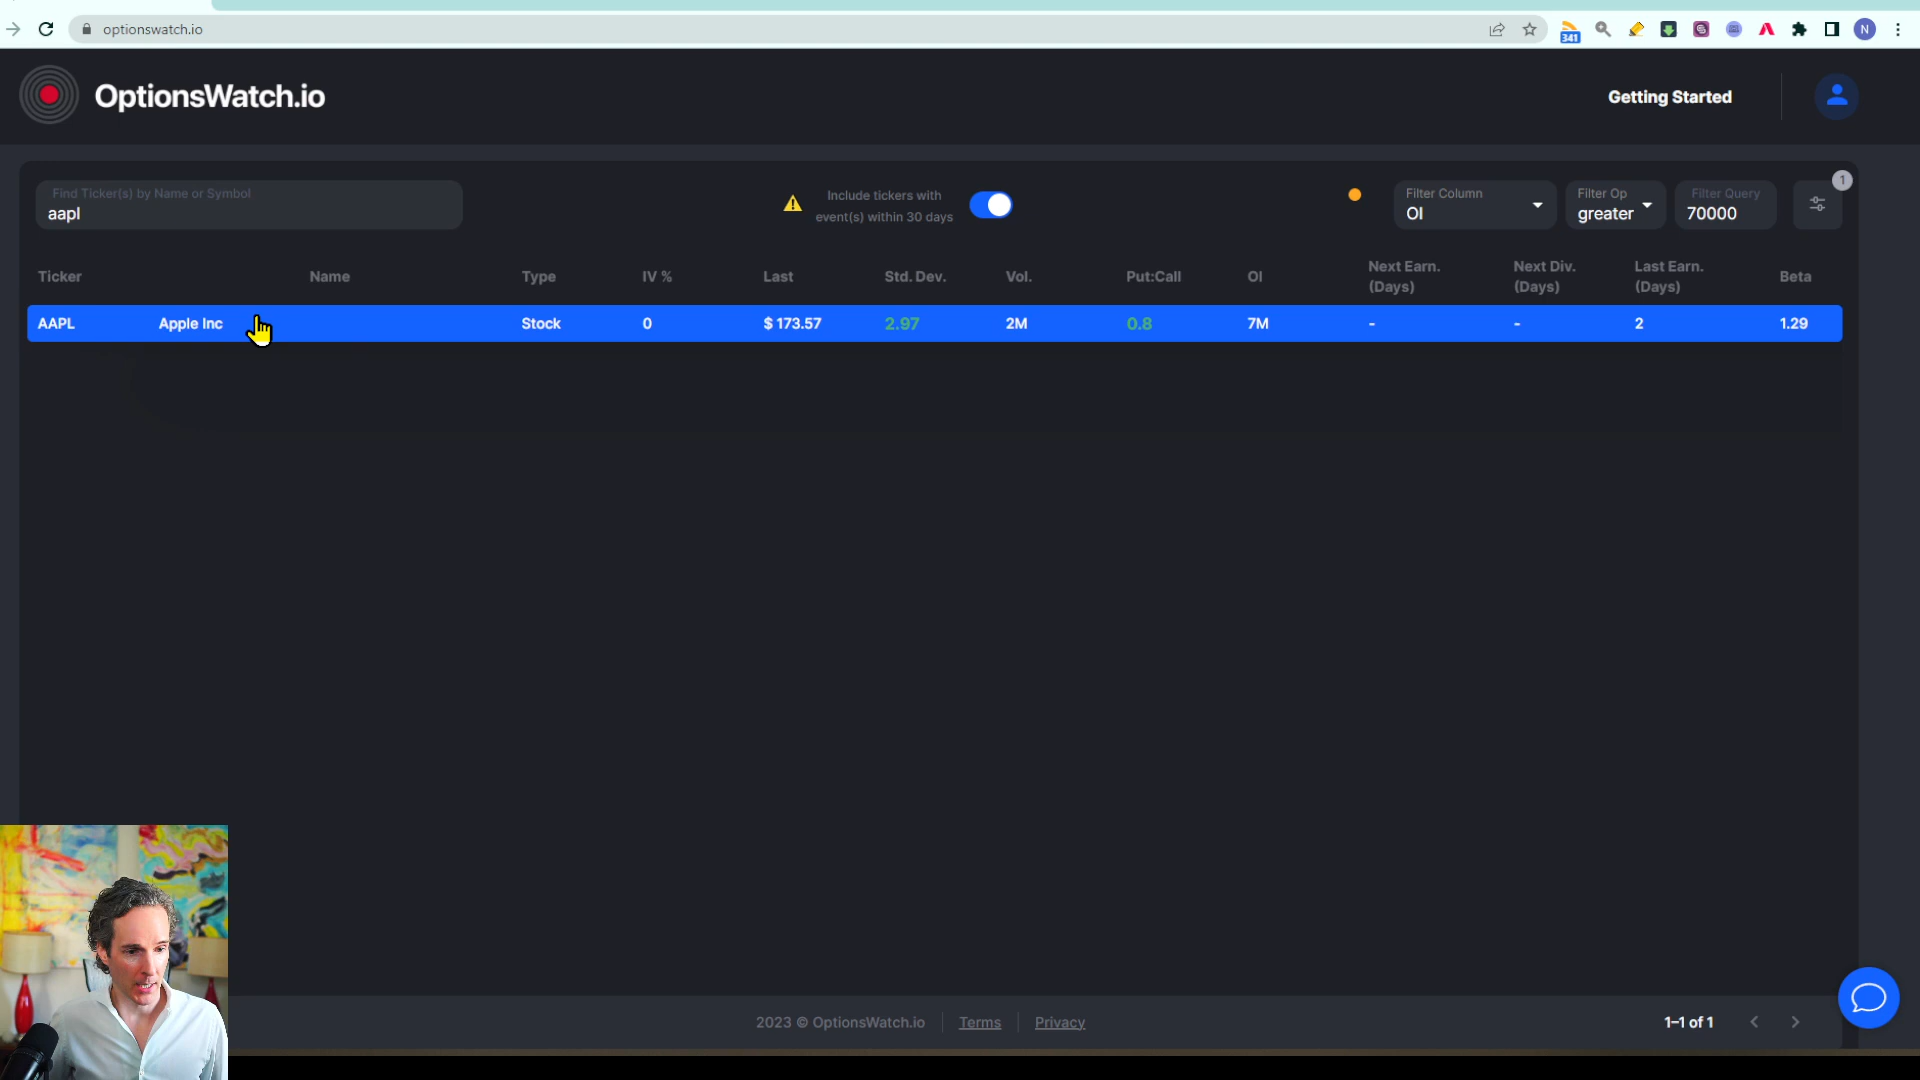 optionswatch.io
341
N
OptionsWatch.io
Getting Started
Find Ticker(s) by Name or Symbol
aapl
Include tickers with
event(s) within 30 days
Filter Column
OI
Filter Op
greater
Filter Query
70000
1
Ticker Name Type IV % Last Std. Dev. Vol. Put:Call OI Next Earn. (Days) Next Div. (Days) Last Earn. (Days) Beta
AAPL Apple Inc Stock 0 $ 173.57 2.97 2M 0.8 7M - - 2 1.29
2023 © OptionsWatch.io Terms Privacy
1–1 of 1